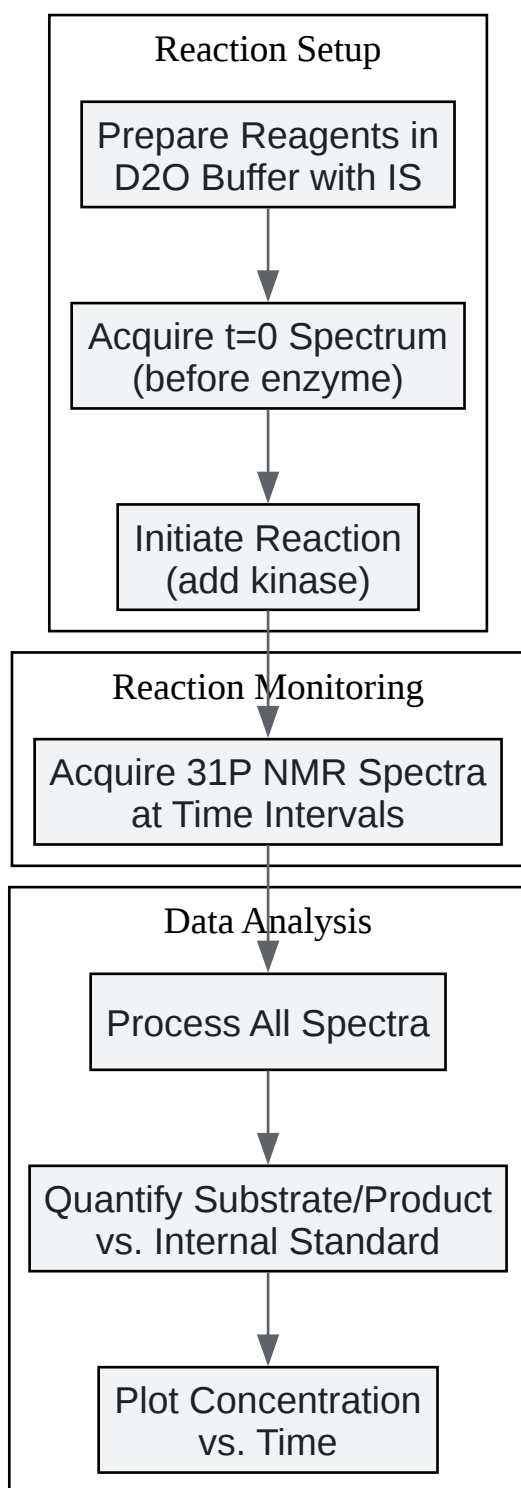 Reaction Setup
Prepare Reagents in
D2O Buffer with IS
Acquire t=0 Spectrum
(before enzyme)
Initiate Reaction
(add kinase)
Reaction Monitoring
Acquire 31P NMR Spectra
at Time Intervals
Data Analysis
Process All Spectra
Quantify Substrate/Product
vs. Internal Standard
Plot Concentration
vs. Time